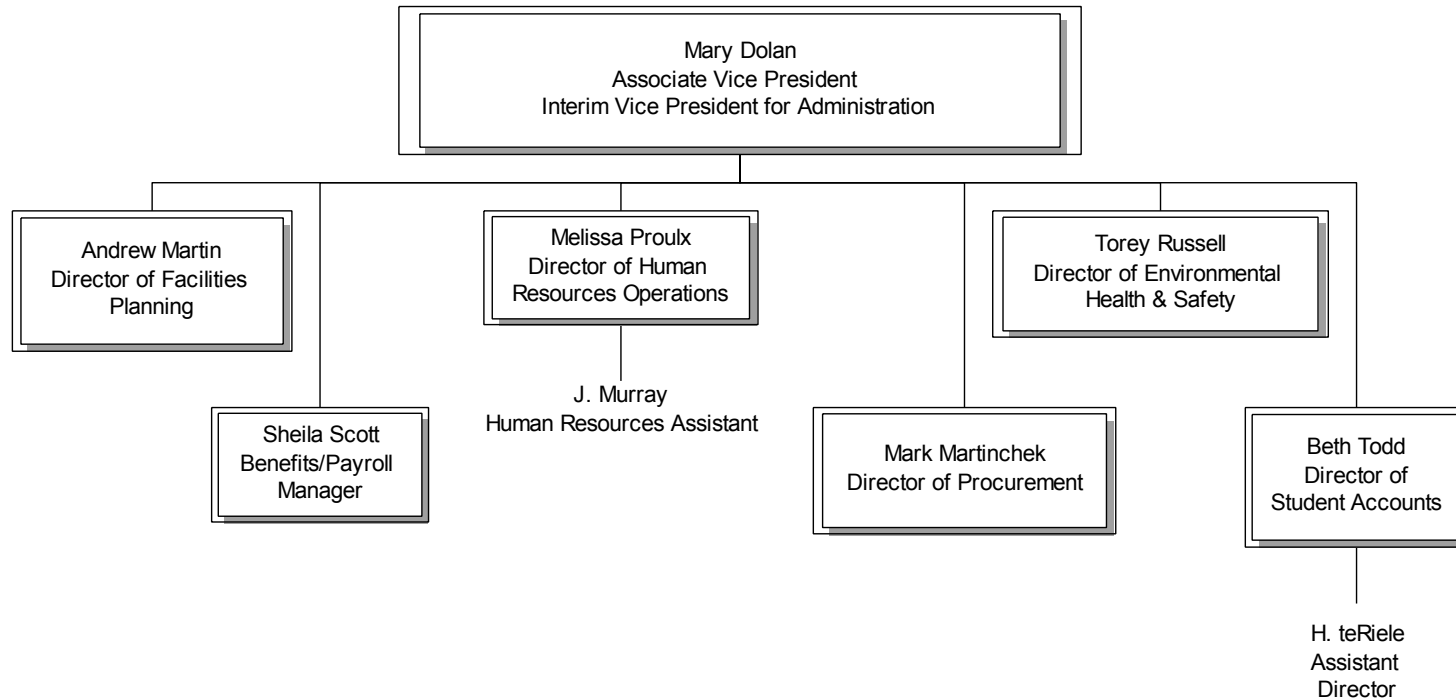 Mary Dolan
Associate Vice President
Interim Vice President for Administration
Andrew Martin
Director of Facilities
Planning
Melissa Proulx
Director of Human
Resources Operations
Torey Russell
Director of Environmental
Health & Safety
J. Murray
Human Resources Assistant
Sheila Scott
Benefits/Payroll
Manager
Mark Martinchek
Director of Procurement
Beth Todd
Director of
Student Accounts
H. teRiele
Assistant
Director